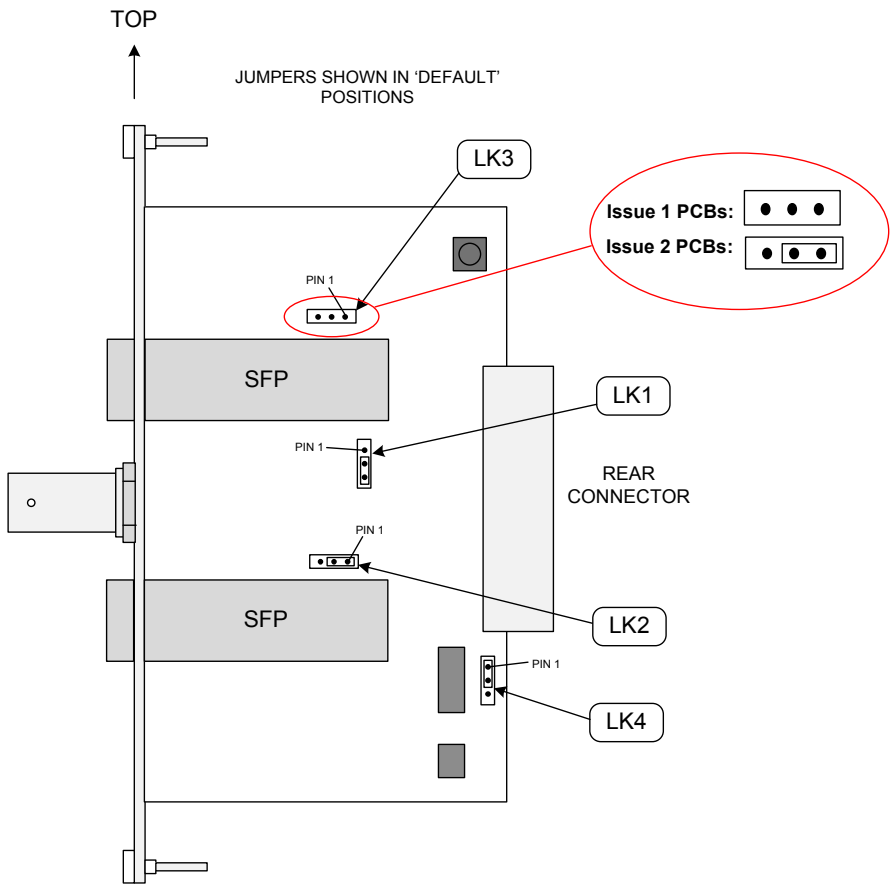 TOP
JUMPERS SHOWN IN ‘DEFAULT’
POSITIONS
LK3
Issue 1 PCBs:
Issue 2 PCBs:
PIN 1
SFP
LK1
PIN 1
REAR
CONNECTOR
PIN 1
SFP
LK2
PIN 1
LK4